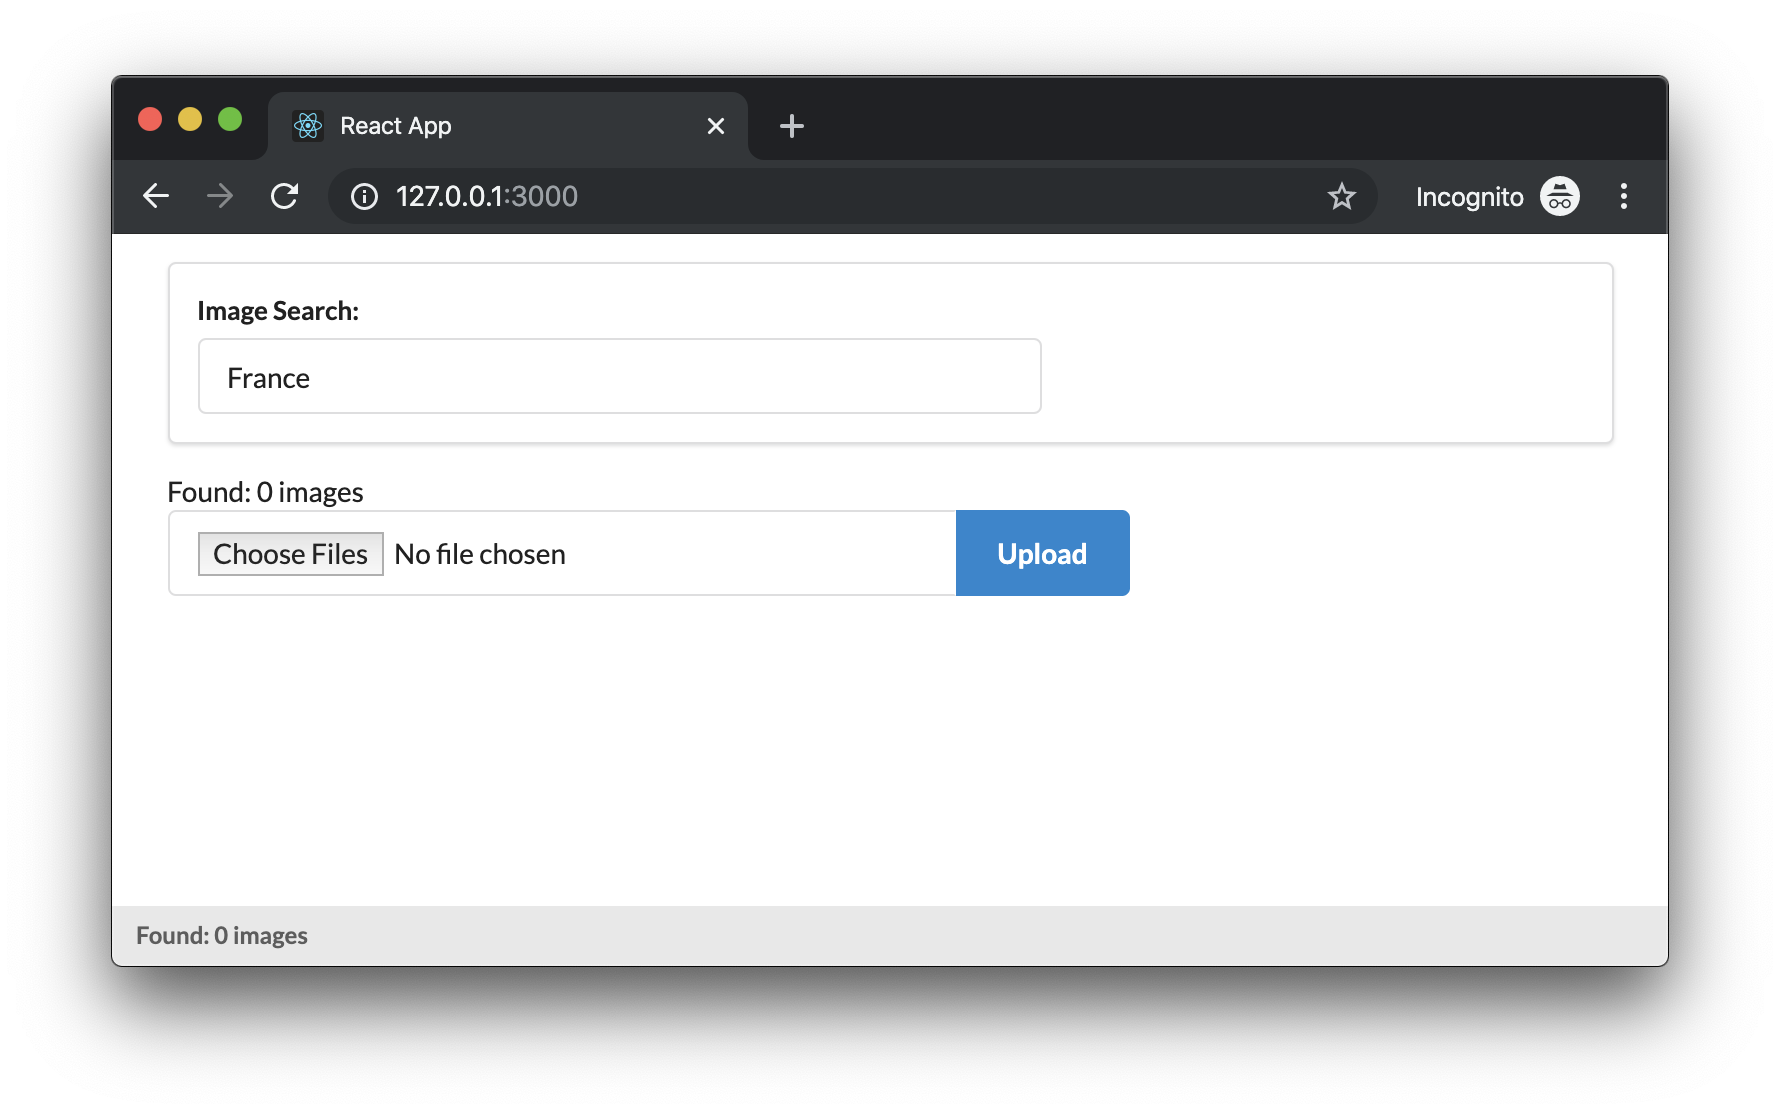 React App
127.0.0.1:3000
Incognito
Image Search:
France
Found: 0 images
Choose Files No file chosen
Upload
Found: 0 images